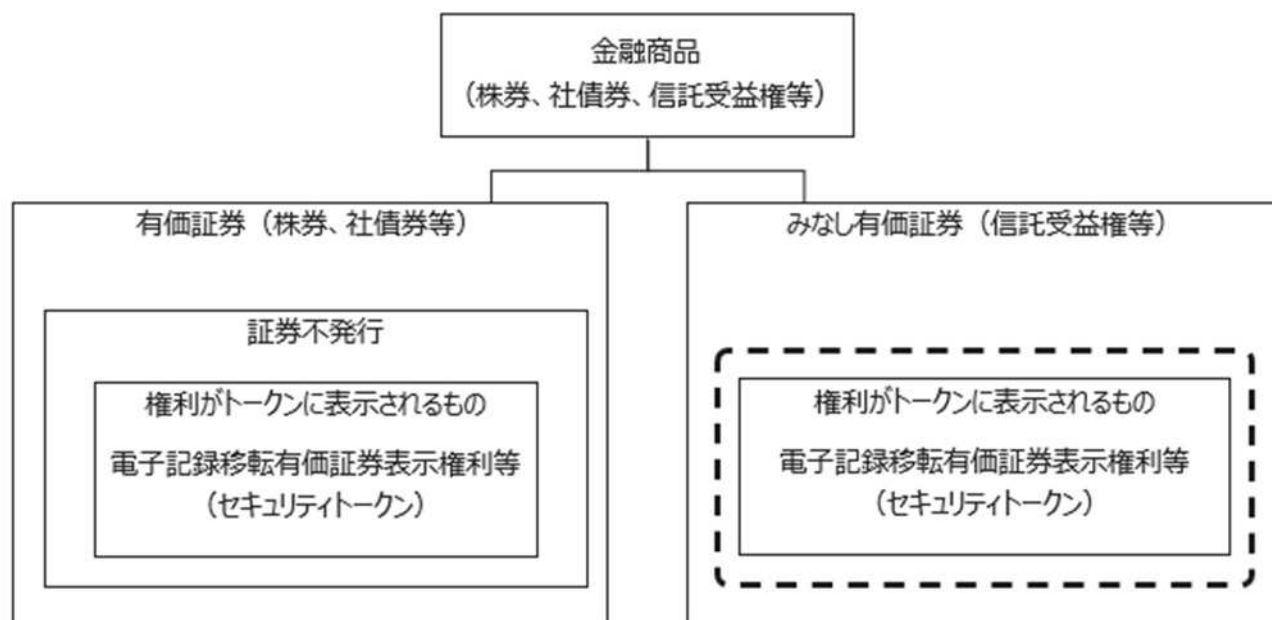 金融商品
（株券、社債券、信託受益権等）
有価証券（株券、社債券等）
証券不発行
権利がトークンに表示されるもの
電子記録移転有価証券表示権利等
（セキュリティトークン）
みなし有価証券（信託受益権等）
権利がトークンに表示されるもの
電子記録移転有価証券表示権利等
（セキュリティトークン）